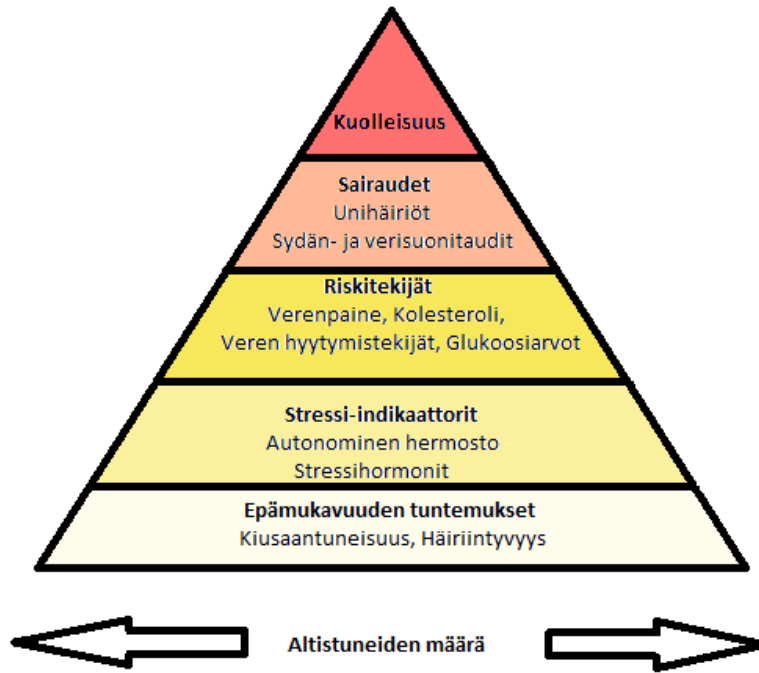 Kuolleisuus
Sairaudet
Unihäiriöt
Sydän- ja verisuonitaudit
Riskitekijät
Verenpaine, Kolesteroli,
Veren hyytymistekijät, Glukoosiarvot
Stressi-indikaattorit
Autonominen hermosto
Stressihormonit
Epämukavuuden tuntemukset
Kiusaantuneisuus, Häiriintyvyys
Altistuneiden määrä